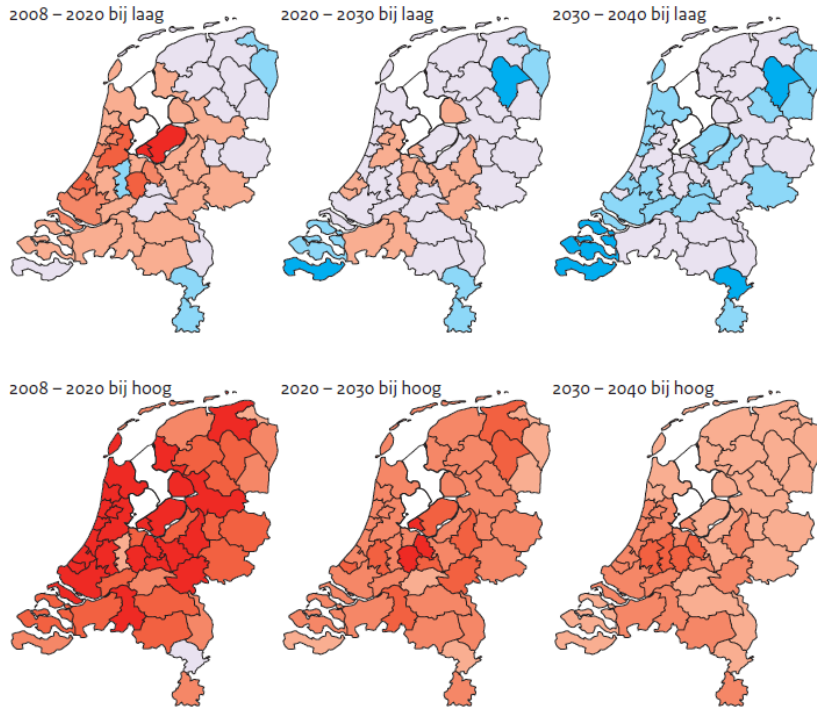 2008 – 2020 bij laag
2020 – 2030 bij laag
2030 – 2040 bij laag
2008 – 2020 bij hoog
2020 – 2030 bij hoog
2030 – 2040 bij hoog